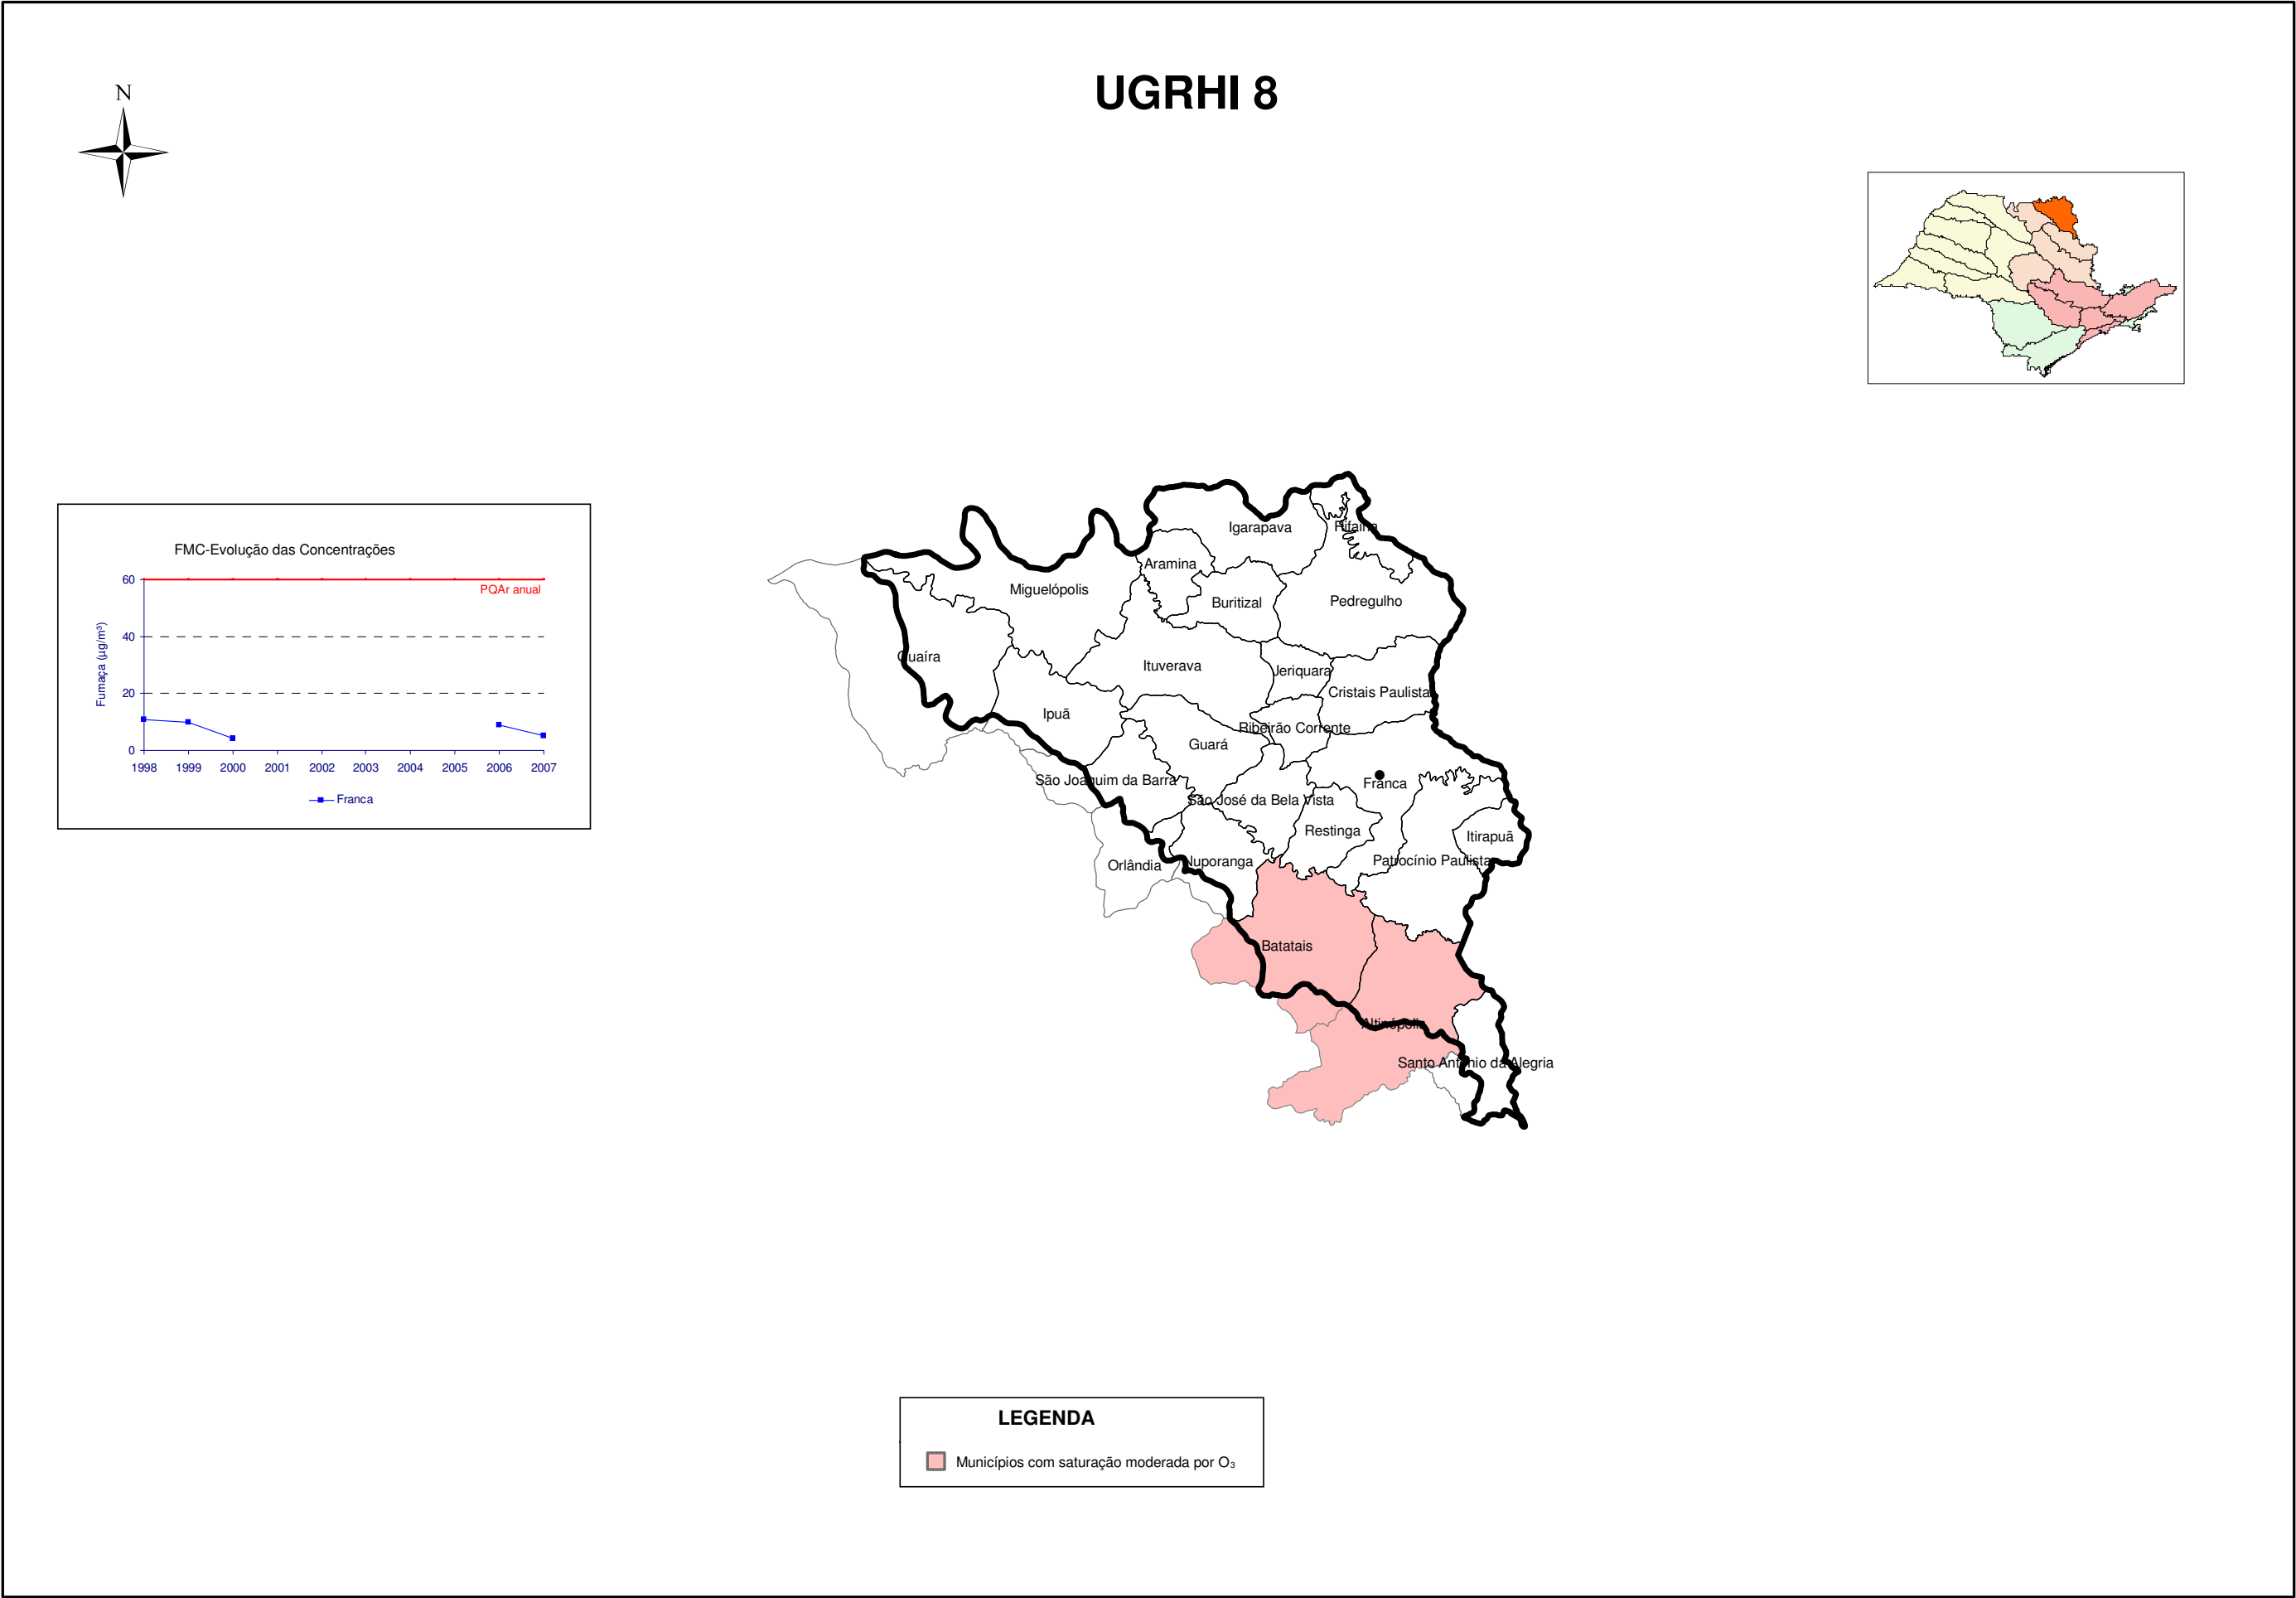 UGRHI 8
N
FMC-Evolução das Concentrações
60
PQAr anual
40
20
0
Fumaça (µg/m³)
1998 1999 2000 2001 2002 2003 2004 2005 2006 2007
Franca
Igarapava
Rifaina
Aramina
Miguelópolis
Buritizal
Pedregulho
Guaíra
Ituverava
Jeriquara
Cristais Paulista
Ipuã
Ribeirão Corrente
Guará
São Joaquim da Barra
Franca
São José da Bela Vista
Restinga
Itirapuã
Orlândia
Nuporanga
Patrocínio Paulista
Batatais
Altinópolis
Santo Antônio da Alegria
LEGENDA
Municípios com saturação moderada por O₃